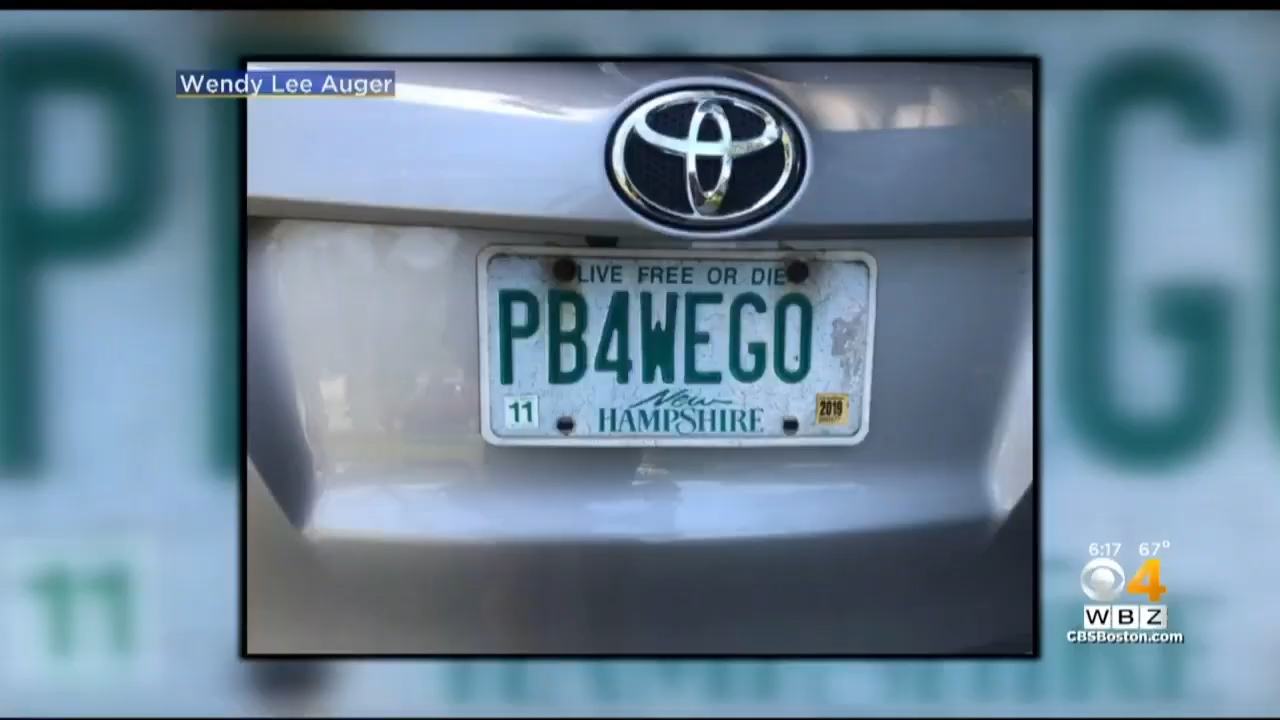 Wendy Lee Auger
LIVE FREE OR DIE
PB4WEGO
11
New
2019
HAMPSHIRE
6:17 67°
4
WBZ
CBSBoston.com